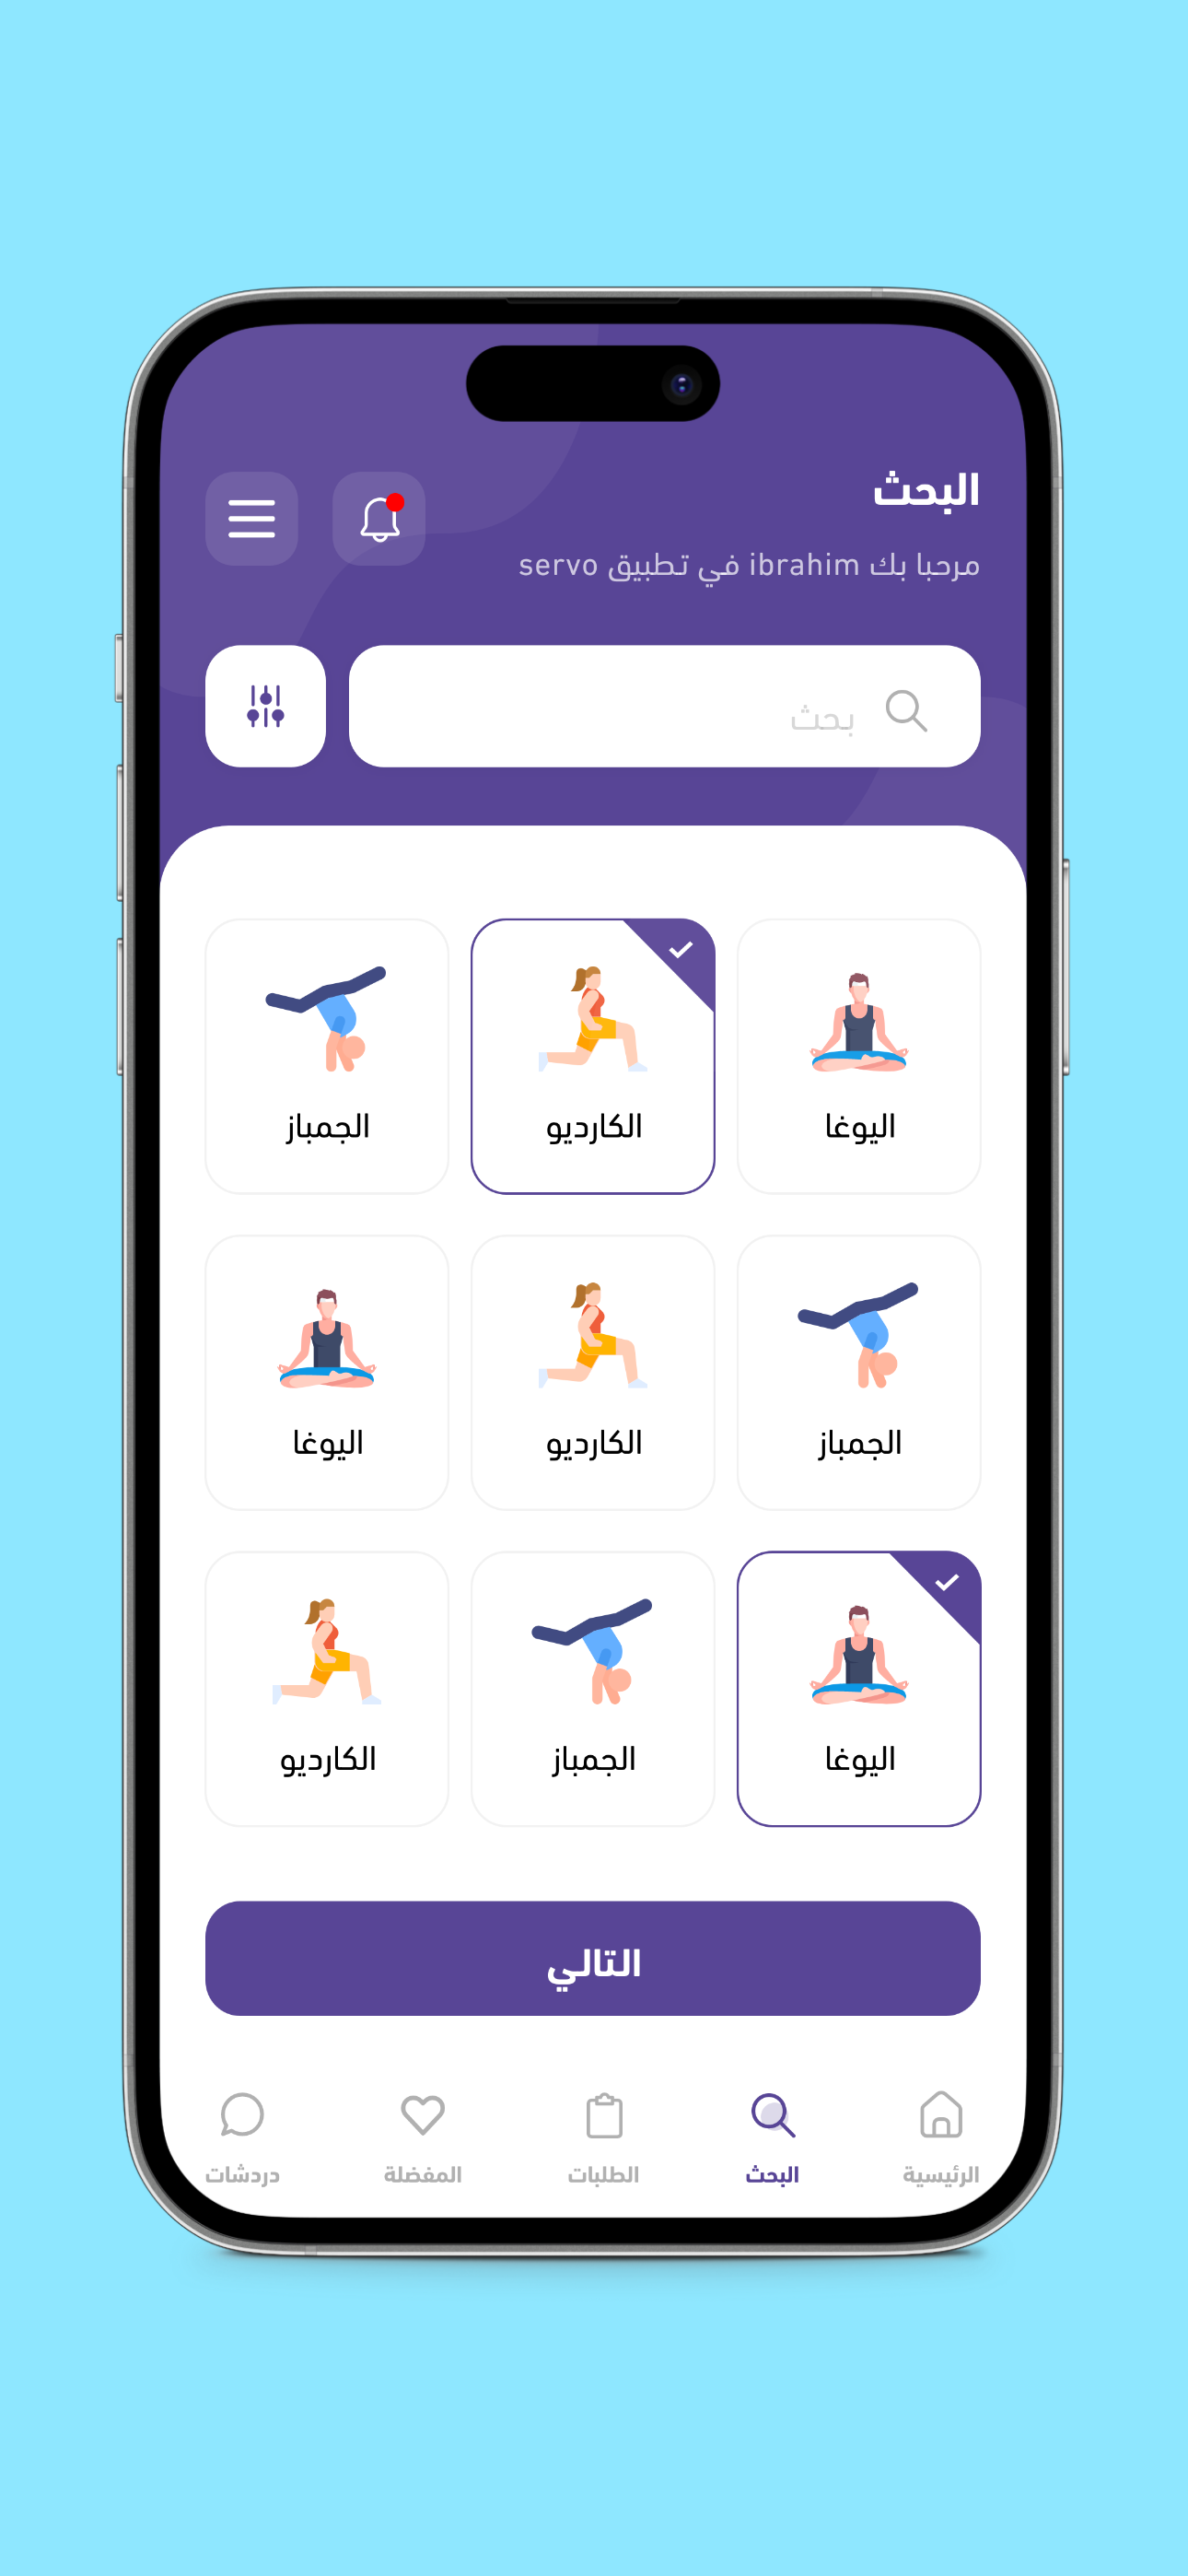 البحث
مرحبا بك ibrahim في تطبيق servo
بحث
اليوغا
الكارديو
الجمباز
الجمباز
الكارديو
اليوغا
اليوغا
الجمباز
الكارديو
التالي
الرئيسية
البحث
الطلبات
المفضلة
دردشات